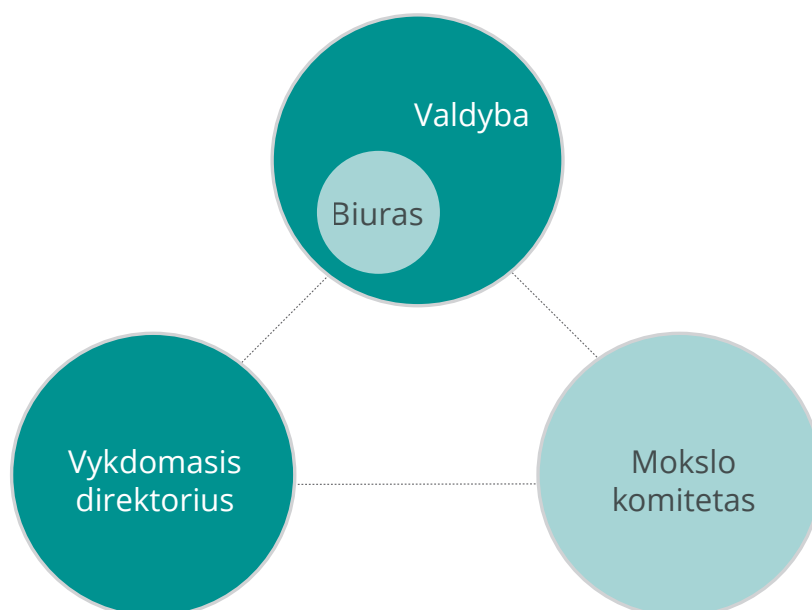 Valdyba
Biuras
Vykdomasis
direktorius
Mokslo
komitetas